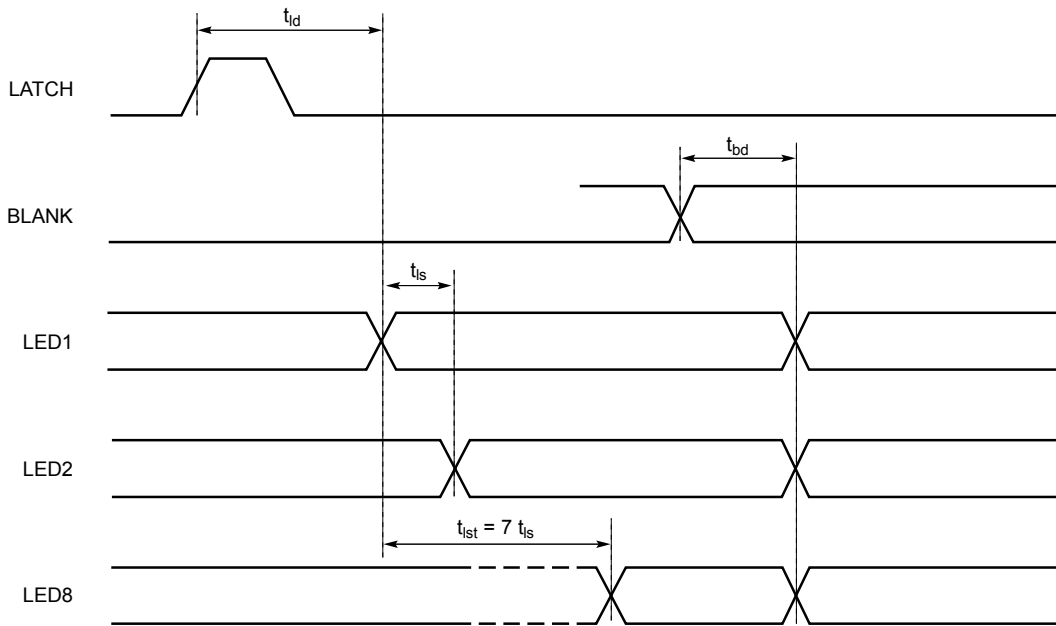 t_ld
LATCH
t_bd
BLANK
t_ls
LED1
LED2
t_lst = 7 t_ls
LED8